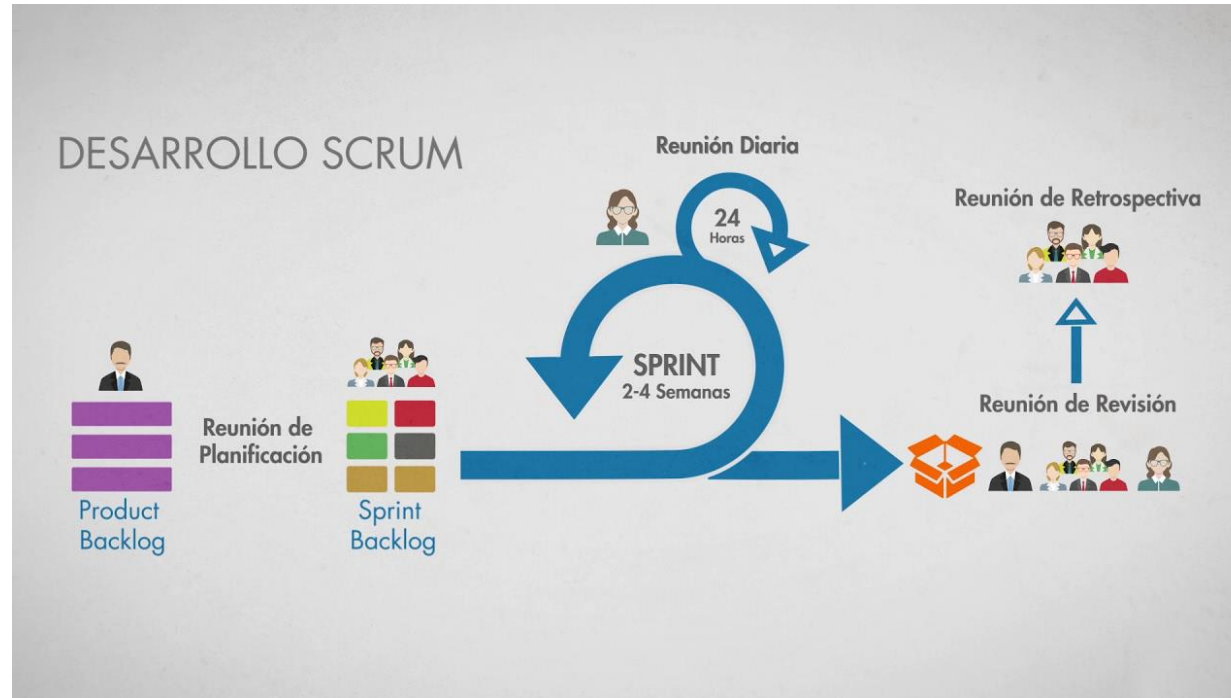 DESARROLLO SCRUM
Reunión Diaria
24
Horas
Reunión de Retrospectiva
SPRINT
2-4 Semanas
Reunión de Revisión
Reunión de
Planificación
Product
Backlog
Sprint
Backlog